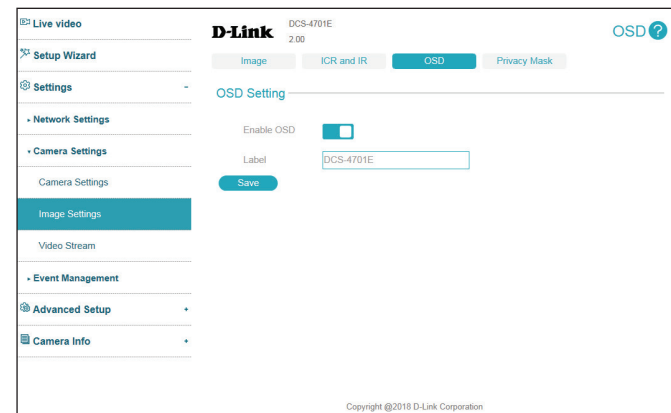 Live video
Setup Wizard
Settings -
Network Settings
Camera Settings
Camera Settings
Image Settings
Video Stream
Event Management
Advanced Setup +
Camera Info +
D-Link DCS-4701E
2.00
OSD ?
Image ICR and IR OSD Privacy Mask
OSD Setting
Enable OSD
Label DCS-4701E
Save
Copyright @2018 D-Link Corporation